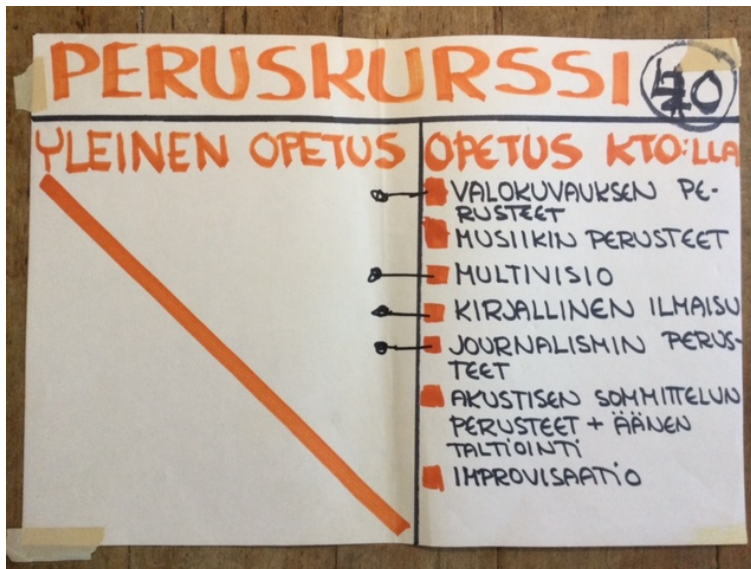 PERUSKURSSI 40
YLEINEN OPETUS
OPETUS KTO:LLA
VALOKUVAUKSEN PE-
RUSTEET
MUSIIKIN PERUSTEET
MULTIVISIO
KIRJALLINEN ILMAISU
JOURNALISMIN PERUS-
TEET
AKUSTISEN SOMMITTELUN
PERUSTEET + ÄÄNEN
TALTIOINTI
IMPROVISAATIO